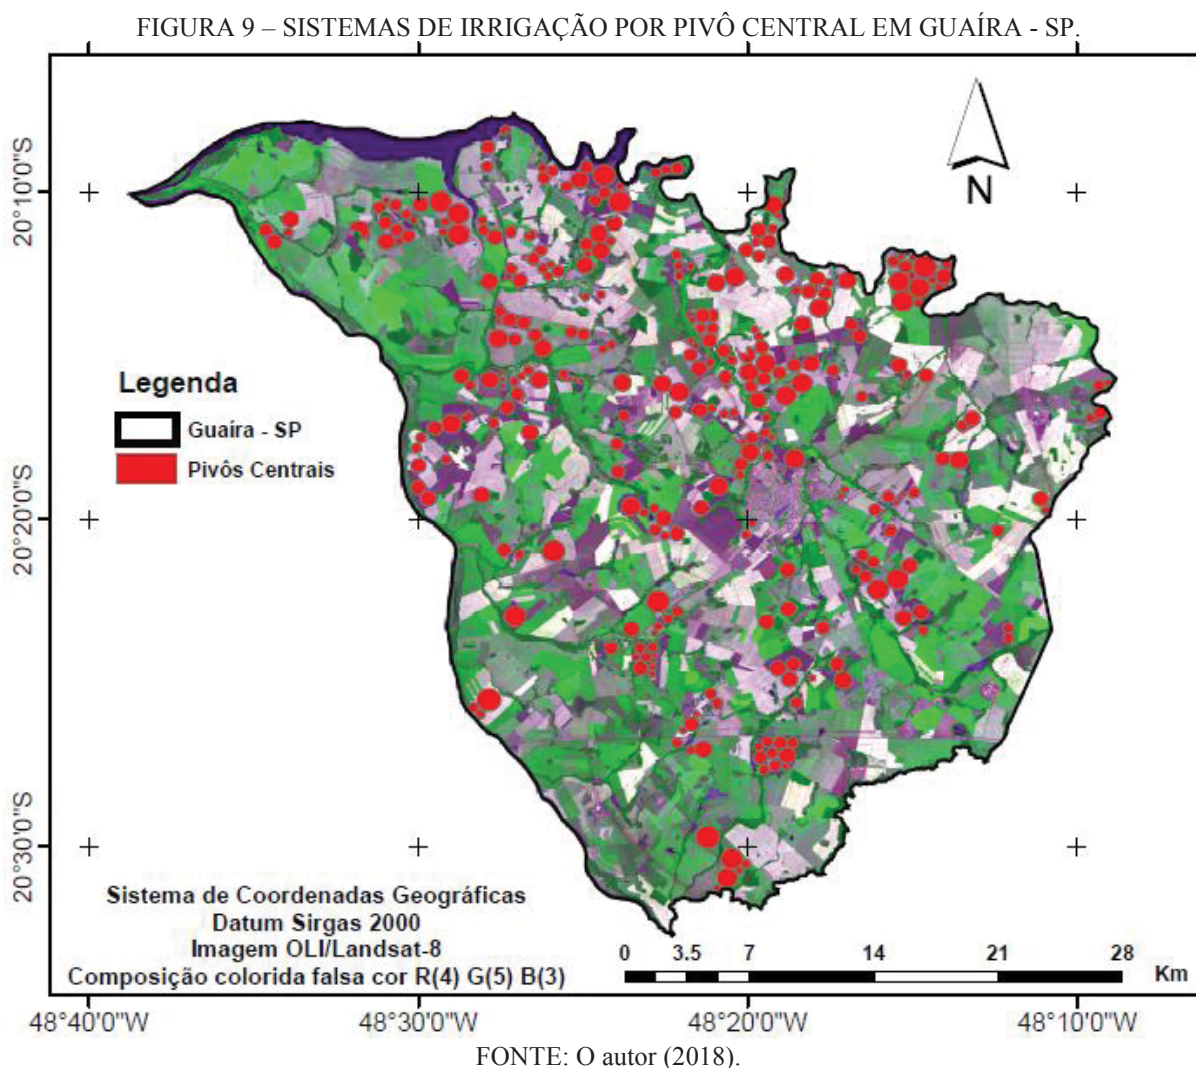 FIGURA 9 – SISTEMAS DE IRRIGAÇÃO POR PIVÔ CENTRAL EM GUAÍRA - SP.
N
20°10'0"S
20°20'0"S
20°30'0"S
Legenda
Guaíra - SP
Pivôs Centrais
Sistema de Coordenadas Geográficas
Datum Sirgas 2000
Imagem OLI/Landsat-8
Composição colorida falsa cor R(4) G(5) B(3)
0 3.5 7 14 21 28
Km
48°40'0"W 48°30'0"W 48°20'0"W 48°10'0"W
FONTE: O autor (2018).